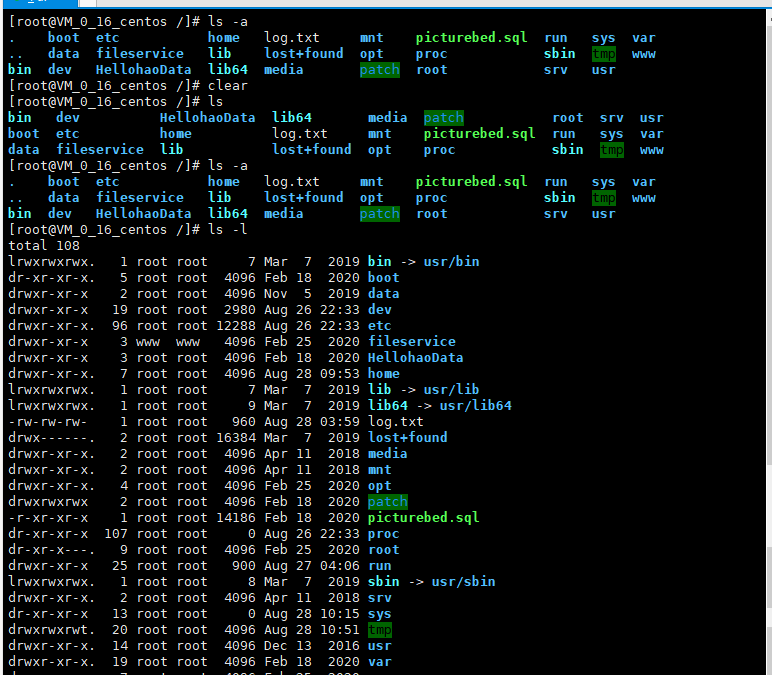 [root@VM_0_16_centos /]# ls -a
.    boot  etc           home   log.txt     mnt    picturebed.sql  run   sys  var
..   data  fileservice   lib    lost+found  opt    proc            sbin  tmp  www
bin  dev   HellohaoData  lib64  media       patch  root            srv   usr
[root@VM_0_16_centos /]# clear
[root@VM_0_16_centos /]# ls
bin   dev          HellohaoData  lib64       media  patch           root  srv  usr
boot  etc          home          log.txt     mnt    picturebed.sql  run   sys  var
data  fileservice  lib           lost+found  opt    proc            sbin  tmp  www
[root@VM_0_16_centos /]# ls -a
.    boot  etc           home   log.txt     mnt    picturebed.sql  run   sys  var
..   data  fileservice   lib    lost+found  opt    proc            sbin  tmp  www
bin  dev   HellohaoData  lib64  media       patch  root            srv   usr
[root@VM_0_16_centos /]# ls -l
total 108
lrwxrwxrwx.   1 root root     7 Mar  7  2019 bin -> usr/bin
dr-xr-xr-x.   5 root root  4096 Feb 18  2020 boot
drwxr-xr-x    2 root root  4096 Nov  5  2019 data
drwxr-xr-x   19 root root  2980 Aug 26 22:33 dev
drwxr-xr-x.  96 root root 12288 Aug 26 22:33 etc
drwxr-xr-x    3 www  www   4096 Feb 25  2020 fileservice
drwxr-xr-x    3 root root  4096 Feb 18  2020 HellohaoData
drwxr-xr-x.   7 root root  4096 Aug 28 09:53 home
lrwxrwxrwx.   1 root root     7 Mar  7  2019 lib -> usr/lib
lrwxrwxrwx.   1 root root     9 Mar  7  2019 lib64 -> usr/lib64
-rw-rw-rw-    1 root root   960 Aug 28 03:59 log.txt
drwx------.   2 root root 16384 Mar  7  2019 lost+found
drwxr-xr-x.   2 root root  4096 Apr 11  2018 media
drwxr-xr-x.   2 root root  4096 Apr 11  2018 mnt
drwxr-xr-x.   4 root root  4096 Feb 25  2020 opt
drwxrwxrwx    2 root root  4096 Feb 18  2020 patch
-r-xr-xr-x    1 root root 14186 Feb 18  2020 picturebed.sql
dr-xr-xr-x  107 root root     0 Aug 26 22:33 proc
dr-xr-x---.   9 root root  4096 Feb 25  2020 root
drwxr-xr-x   25 root root   900 Aug 27 04:06 run
lrwxrwxrwx.   1 root root     8 Mar  7  2019 sbin -> usr/sbin
drwxr-xr-x.   2 root root  4096 Apr 11  2018 srv
dr-xr-xr-x   13 root root     0 Aug 28 10:15 sys
drwxrwxrwt.  20 root root  4096 Aug 28 10:51 tmp
drwxr-xr-x.  14 root root  4096 Dec 13  2016 usr
drwxr-xr-x.  19 root root  4096 Feb 18  2020 var